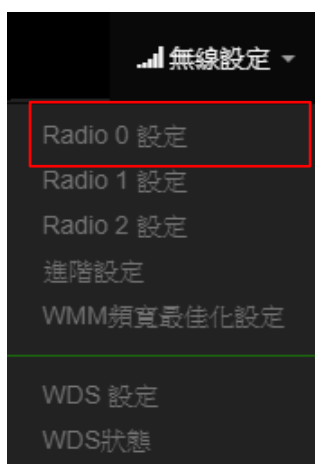 無線設定
Radio 0 設定
Radio 1 設定
Radio 2 設定
進階設定
WMM頻寬最佳化設定
WDS 設定
WDS狀態